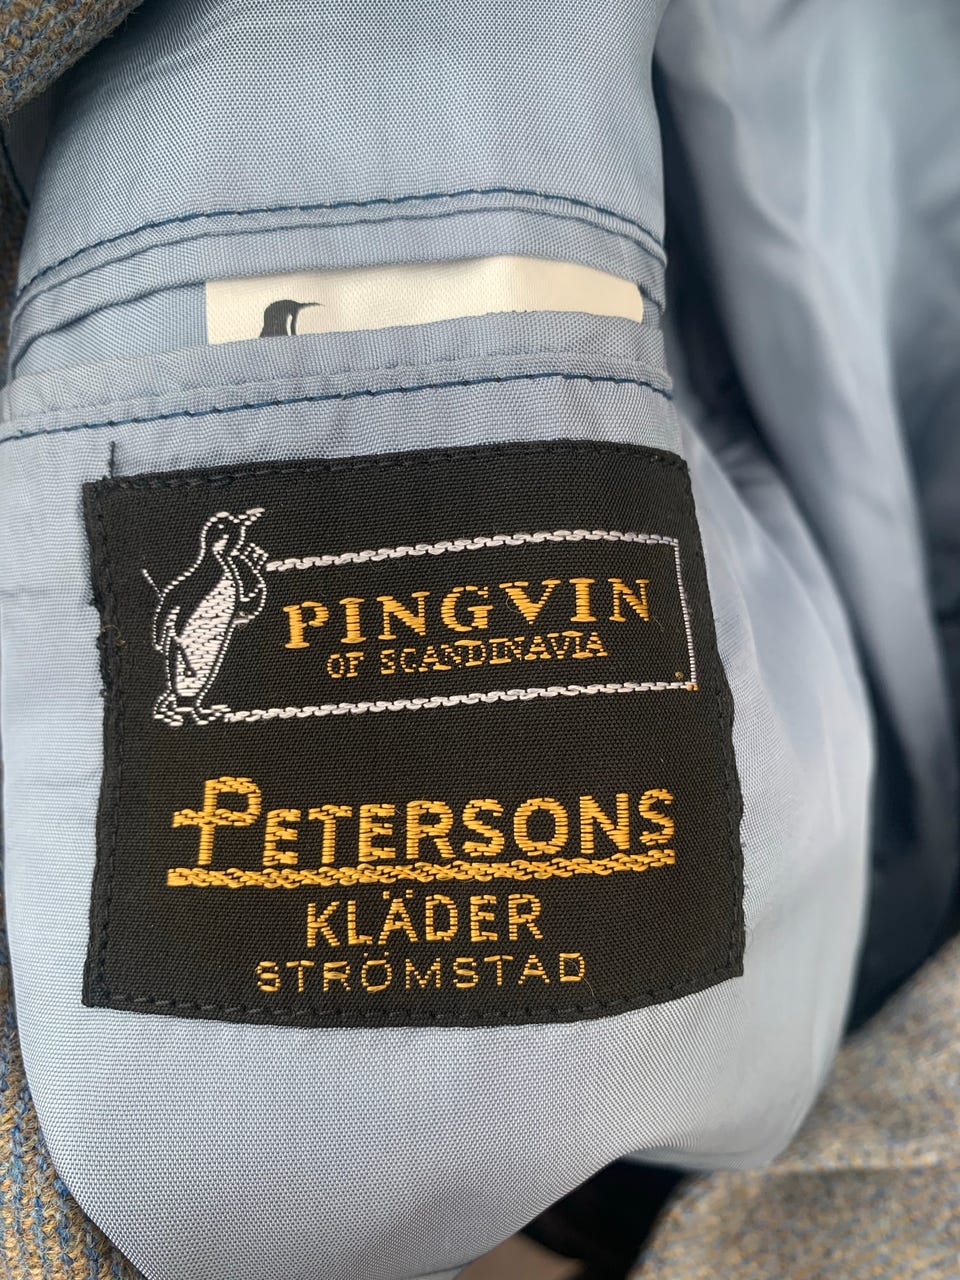 PINGVIN
OF SCANDINAVIA
PETERSONS
KLÄDER
STRÖMSTAD